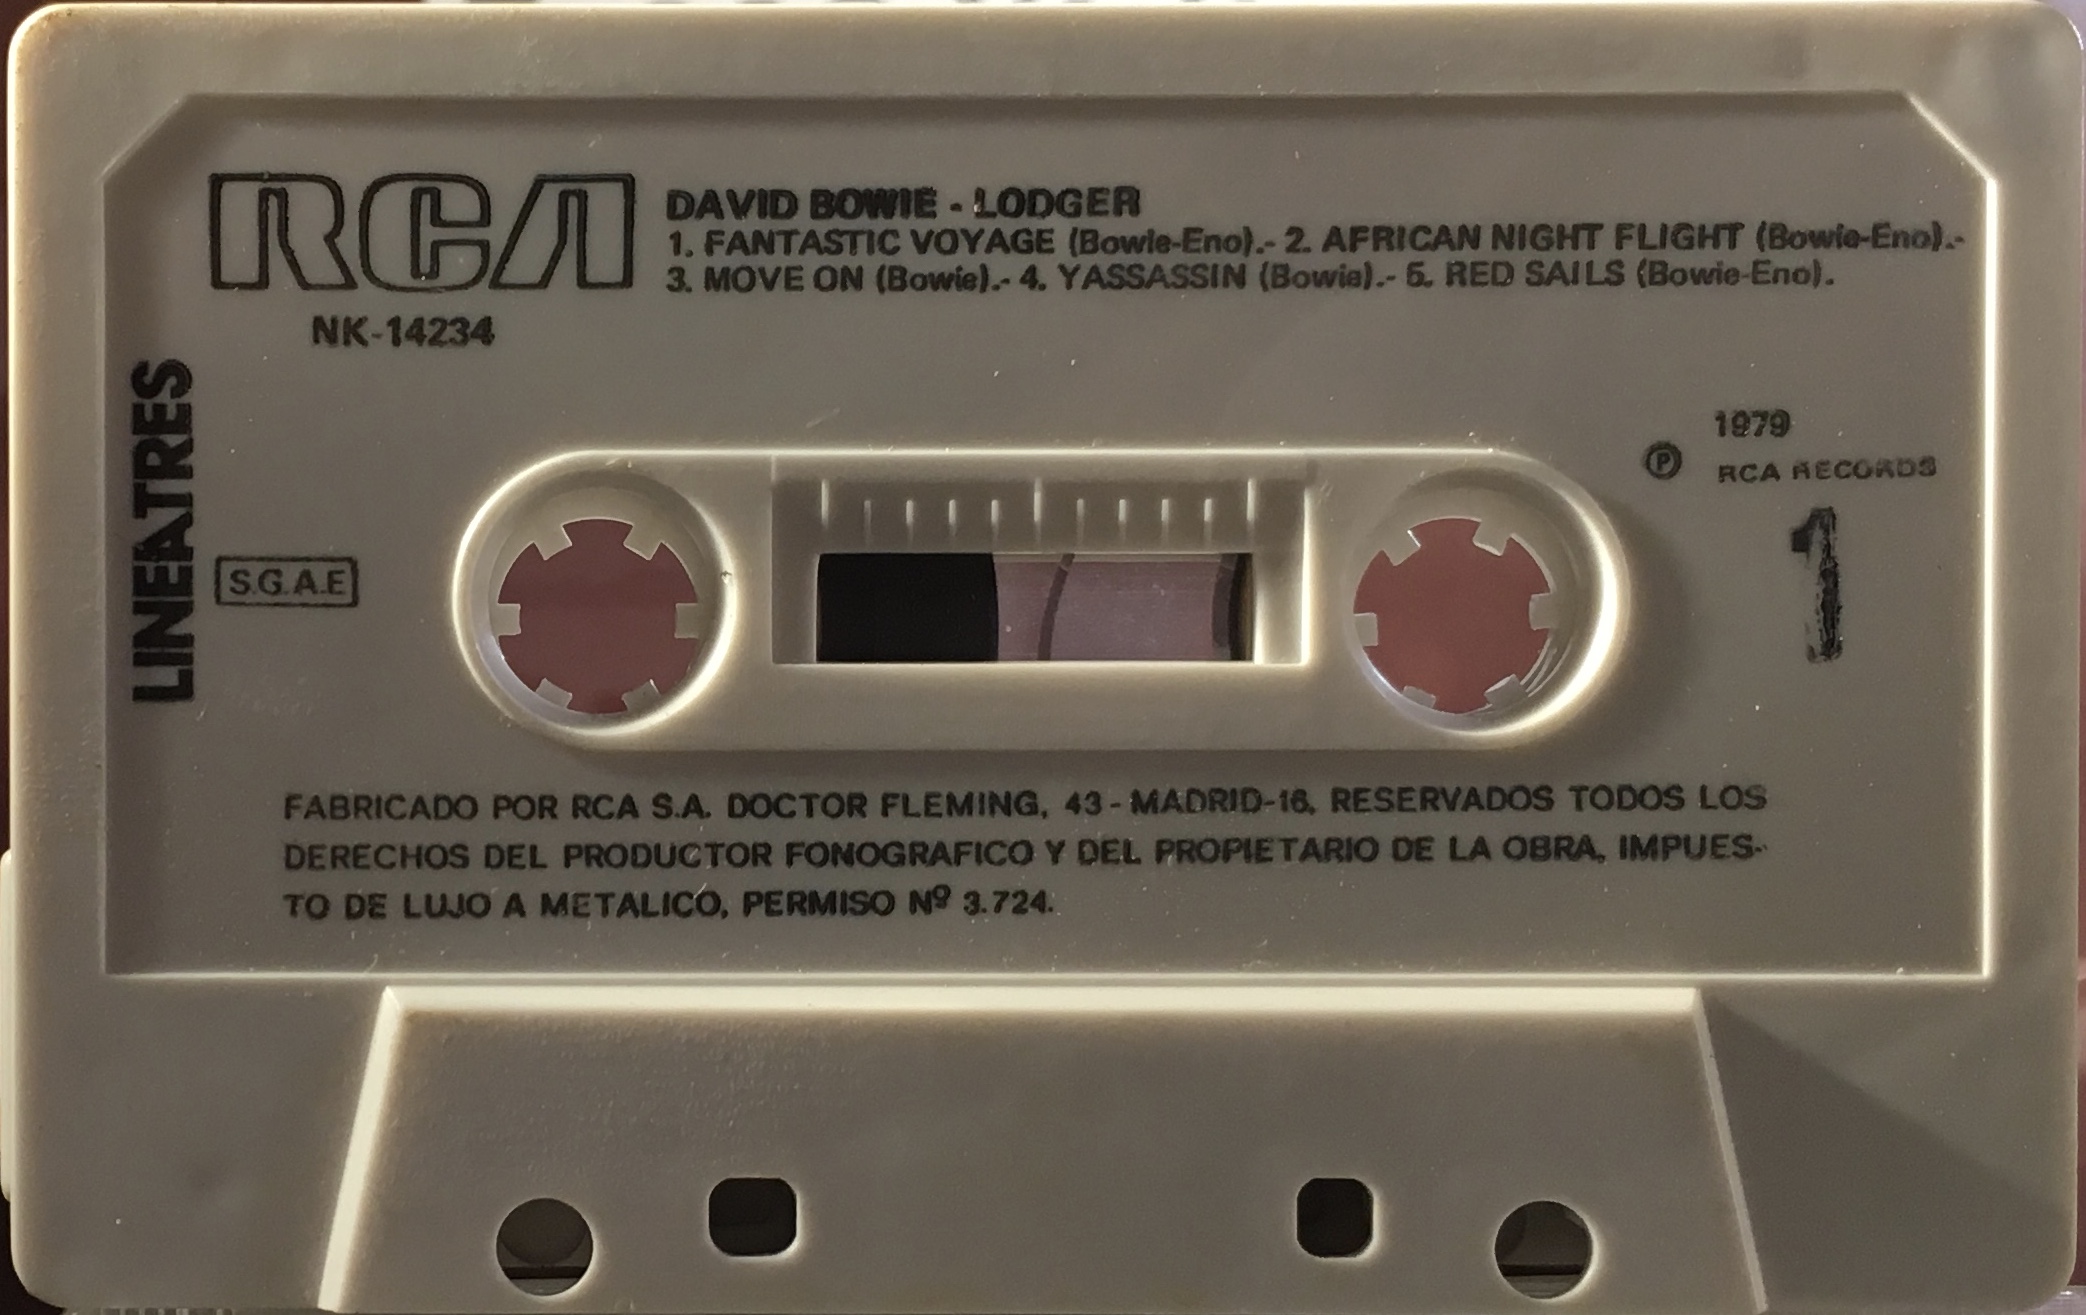 RCA
DAVID BOWIE - LODGER
1. FANTASTIC VOYAGE (Bowie-Eno).- 2. AFRICAN NIGHT FLIGHT (Bowie-Eno).-
3. MOVE ON (Bowie).- 4. YASSASSIN (Bowie).- 5. RED SAILS (Bowie-Eno).
NK-14234
LINEATRES
1979
Ⓟ RCA RECORDS
1
S.G.A.E
FABRICADO POR RCA S.A. DOCTOR FLEMING, 43 - MADRID-16. RESERVADOS TODOS LOS
DERECHOS DEL PRODUCTOR FONOGRAFICO Y DEL PROPIETARIO DE LA OBRA, IMPUES-
TO DE LUJO A METALICO, PERMISO Nº 3.724.